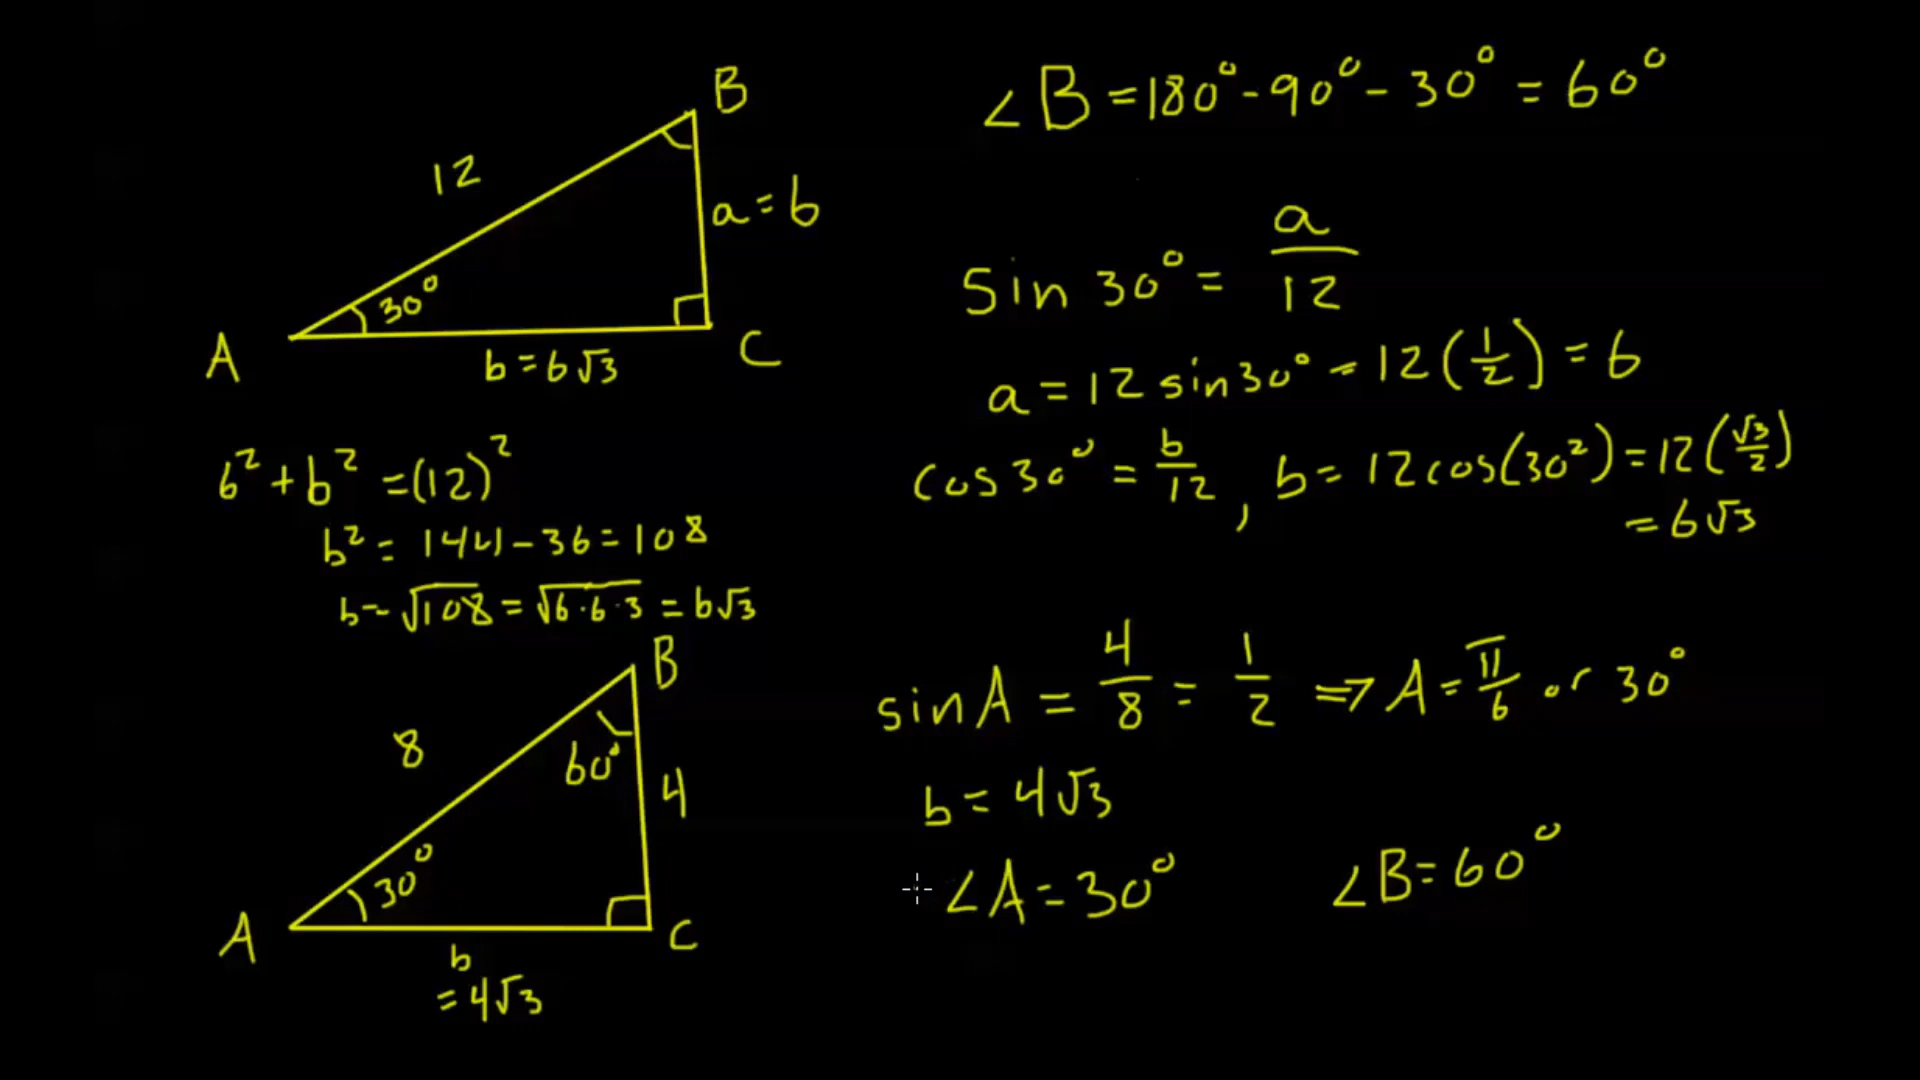 B
12
a = 6
30°
A
b = 6√3
C
∠B = 180° - 90° - 30° = 60°
sin 30° = a/12
a = 12 sin30° = 12(1/2) = 6
cos30° = b/12, b = 12cos(30²) = 12(√3/2)
= 6√3
6² + b² = (12)²
b² = 144 - 36 = 108
b = √108 = √6·6·3 = 6√3
B
8
60°
4
30°
A
C
b
= 4√3
sinA = 4/8 = 1/2 ⇒ A = π/6 or 30°
b = 4√3
∠A = 30° ∠B = 60°